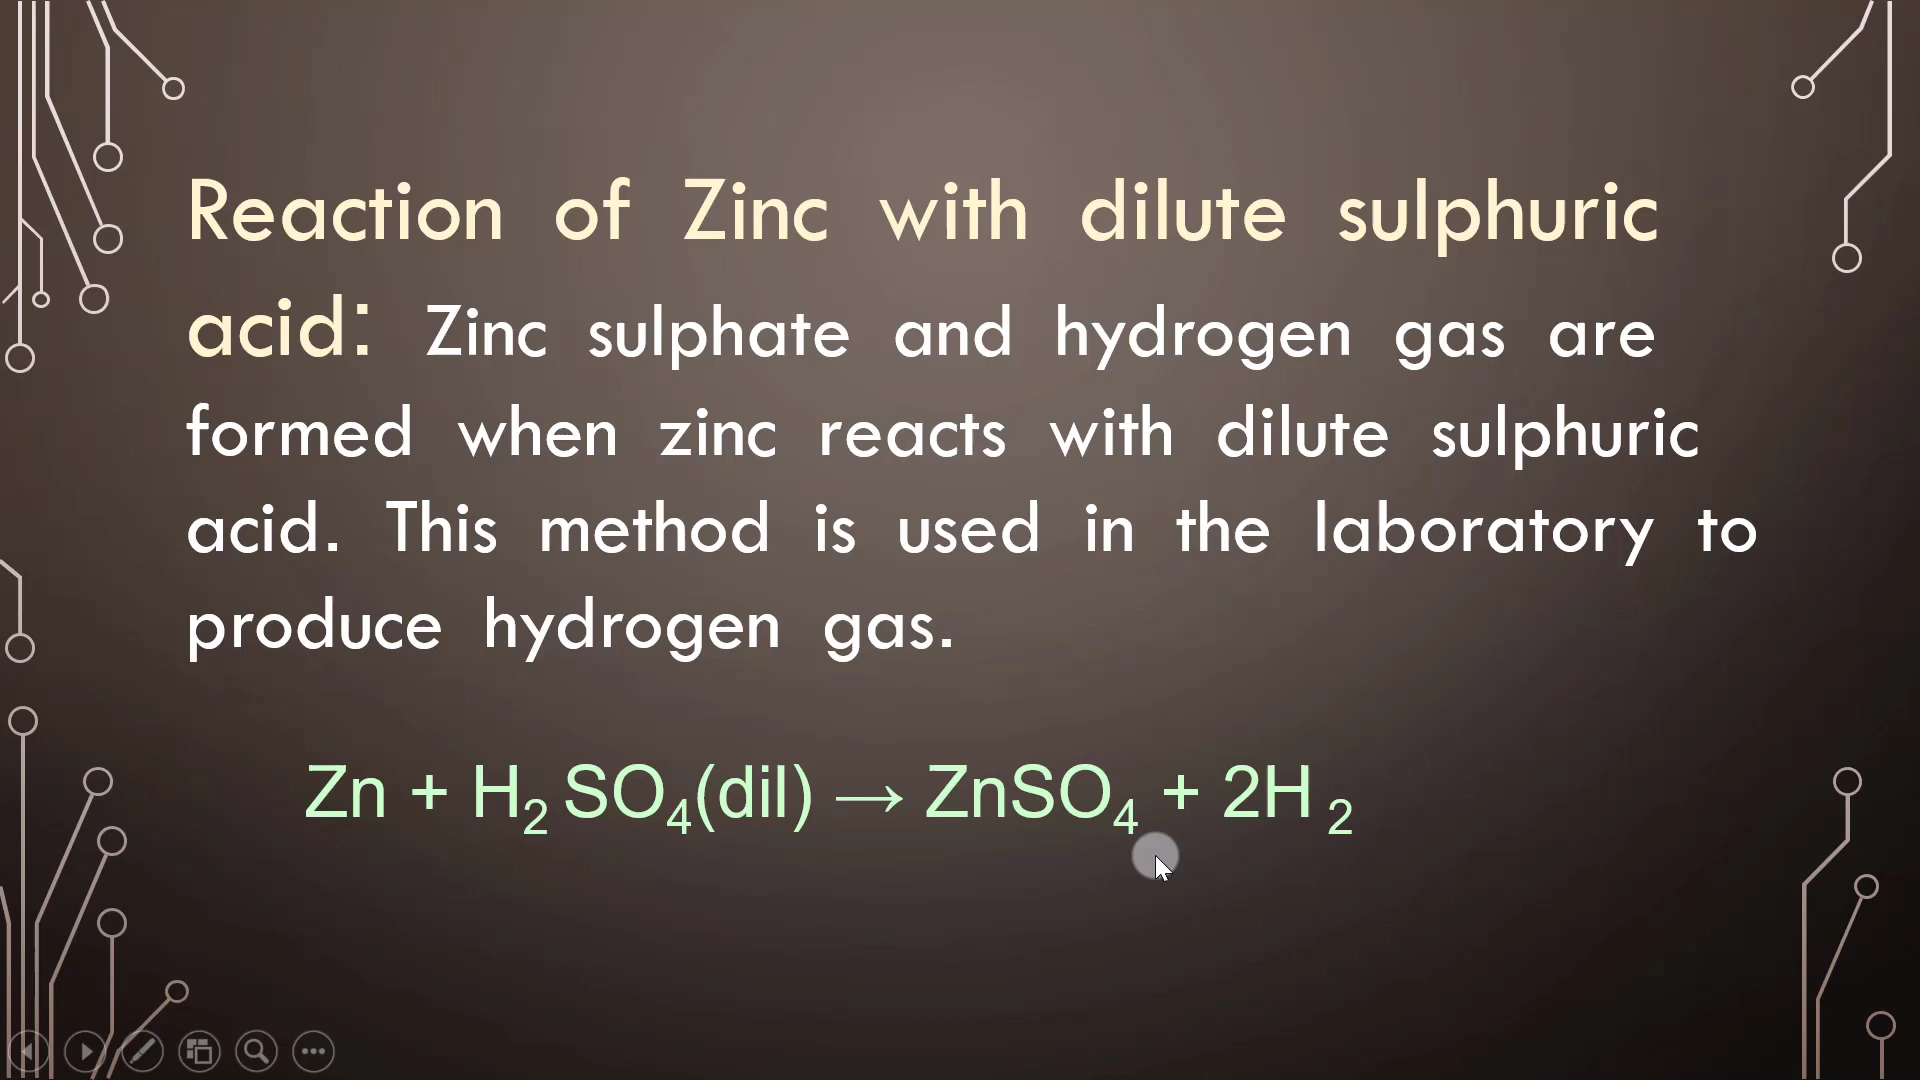 Reaction of Zinc with dilute sulphuric
acid: Zinc sulphate and hydrogen gas are
formed when zinc reacts with dilute sulphuric
acid. This method is used in the laboratory to
produce hydrogen gas.
Zn + H₂ SO₄(dil) → ZnSO₄ + 2H ₂